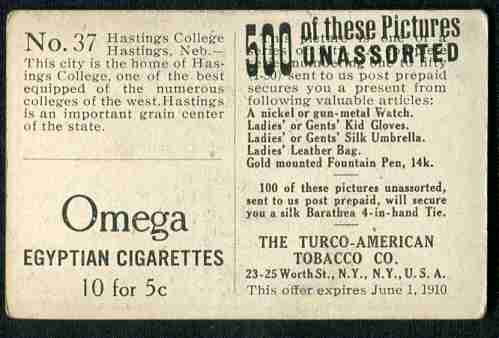 No. 37
Hastings College
Hastings, Neb.—
This city is the home of Has-
ings College, one of the best
equipped of the numerous
colleges of the west. Hastings
is an important grain center
of the state.
Omega
EGYPTIAN CIGARETTES
10 for 5c
500 of these Pictures
UNASSORTED
sent to us post prepaid
secures you a present from
following valuable articles:
A nickel or gun-metal Watch.
Ladies' or Gents' Kid Gloves.
Ladies' or Gents' Silk Umbrella.
Ladies' Leather Bag.
Gold mounted Fountain Pen, 14k.
100 of these pictures unassorted,
sent to us post prepaid, will secure
you a silk Barathea 4-in-hand Tie.
THE TURCO-AMERICAN
TOBACCO CO.
23-25 Worth St., N.Y., N.Y., U. S. A.
This offer expires June 1, 1910